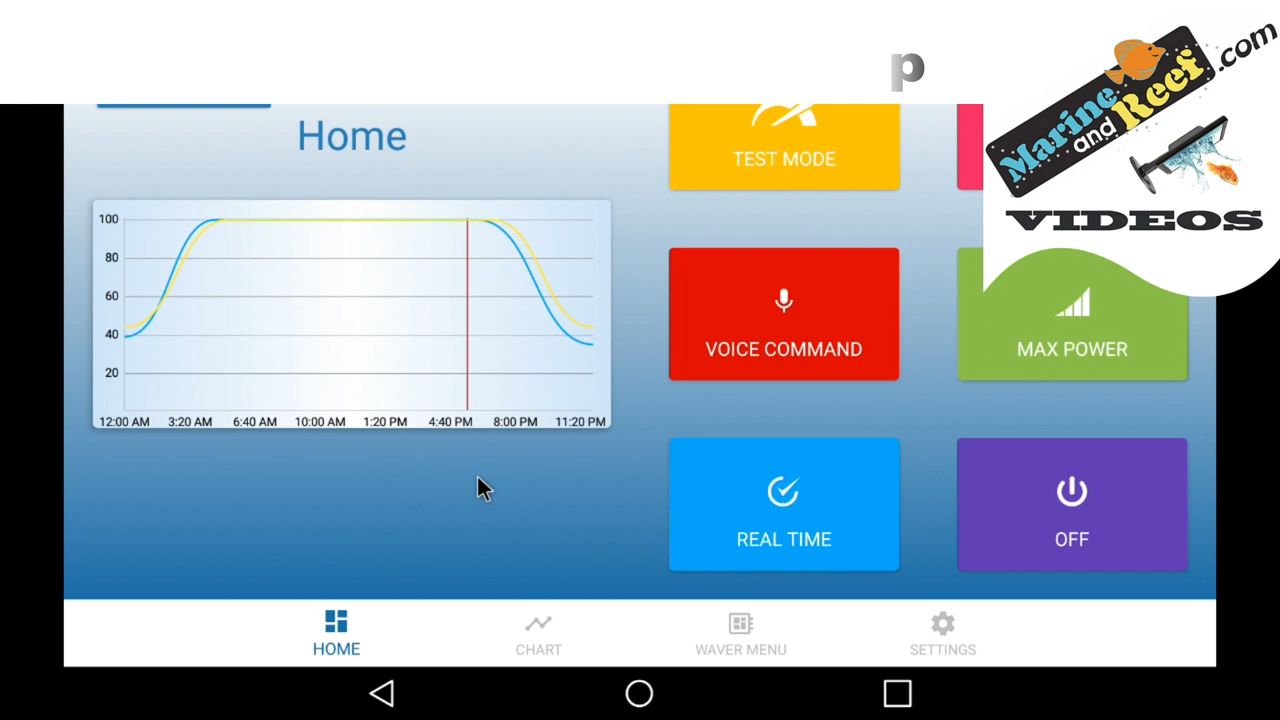 p
Marine
and
Reef
.com
VIDEOS
Home
TEST MODE
100
80
60
40
20
12:00 AM 3:20 AM 6:40 AM 10:00 AM 1:20 PM 4:40 PM 8:00 PM 11:20 PM
VOICE COMMAND
MAX POWER
REAL TIME
OFF
HOME
CHART
WAVER MENU
SETTINGS